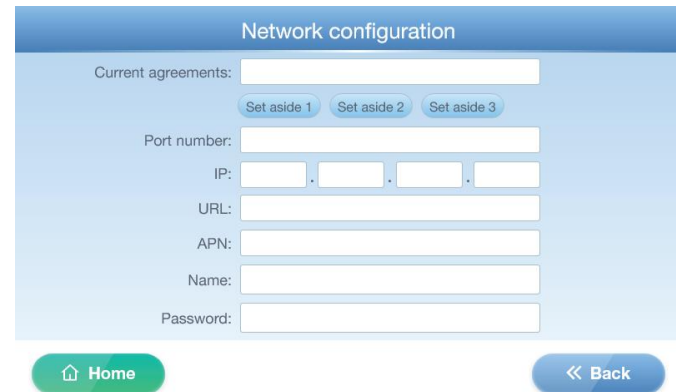 Network configuration
Current agreements:
Set aside 1 Set aside 2 Set aside 3
Port number:
IP: . . .
URL:
APN:
Name:
Password:
Home
Back